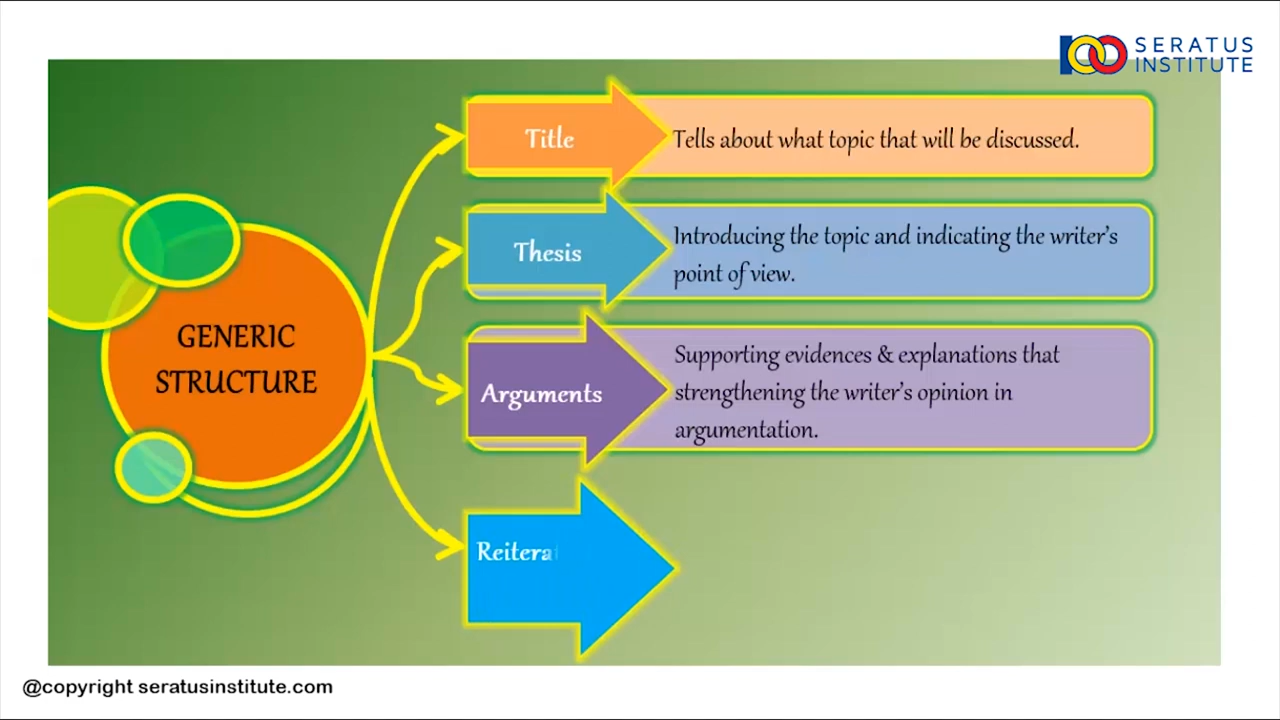 SERATUS
INSTITUTE
GENERIC
STRUCTURE
Title
Tells about what topic that will be discussed.
Thesis
Introducing the topic and indicating the writer's
point of view.
Arguments
Supporting evidences & explanations that
strengthening the writer's opinion in
argumentation.
Reitera
@copyright seratusinstitute.com